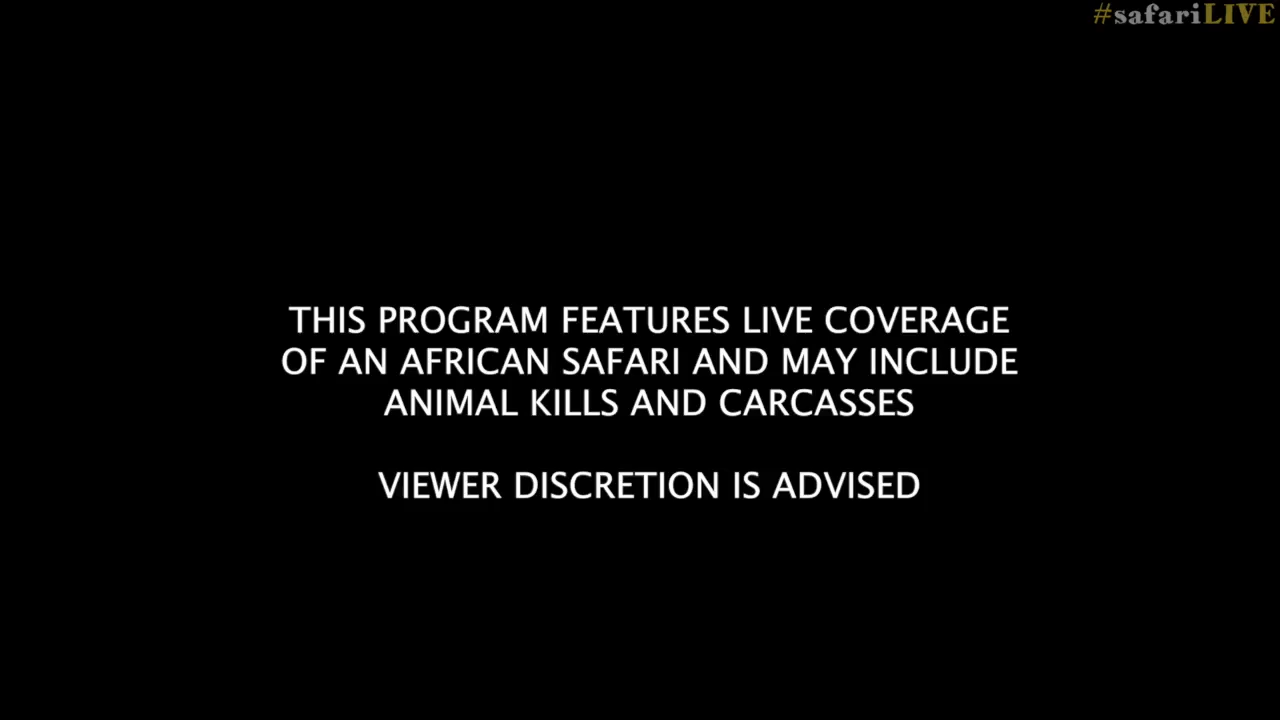 #safariLIVE
THIS PROGRAM FEATURES LIVE COVERAGE
OF AN AFRICAN SAFARI AND MAY INCLUDE
ANIMAL KILLS AND CARCASSES
VIEWER DISCRETION IS ADVISED